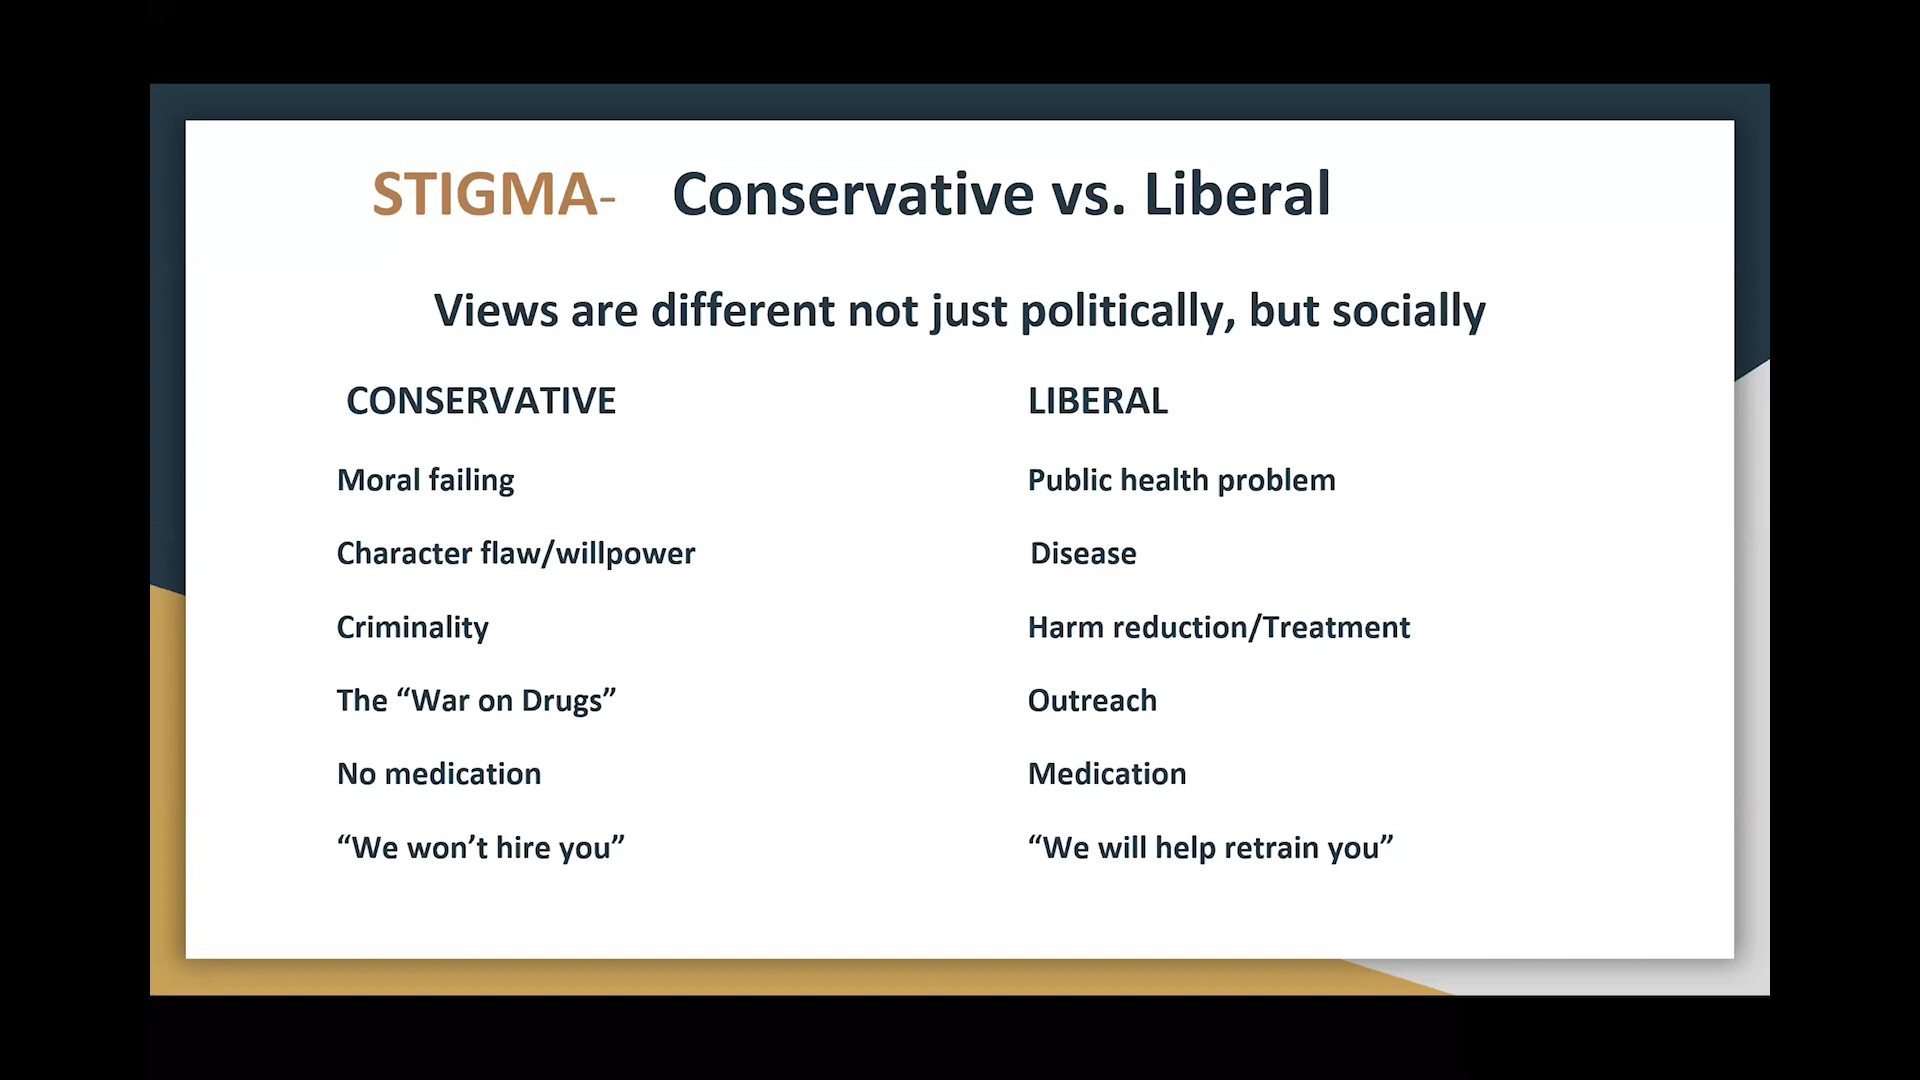 STIGMA- Conservative vs. Liberal
Views are different not just politically, but socially
CONSERVATIVE
Moral failing
Character flaw/willpower
Criminality
The “War on Drugs”
No medication
“We won’t hire you”
LIBERAL
Public health problem
Disease
Harm reduction/Treatment
Outreach
Medication
“We will help retrain you”